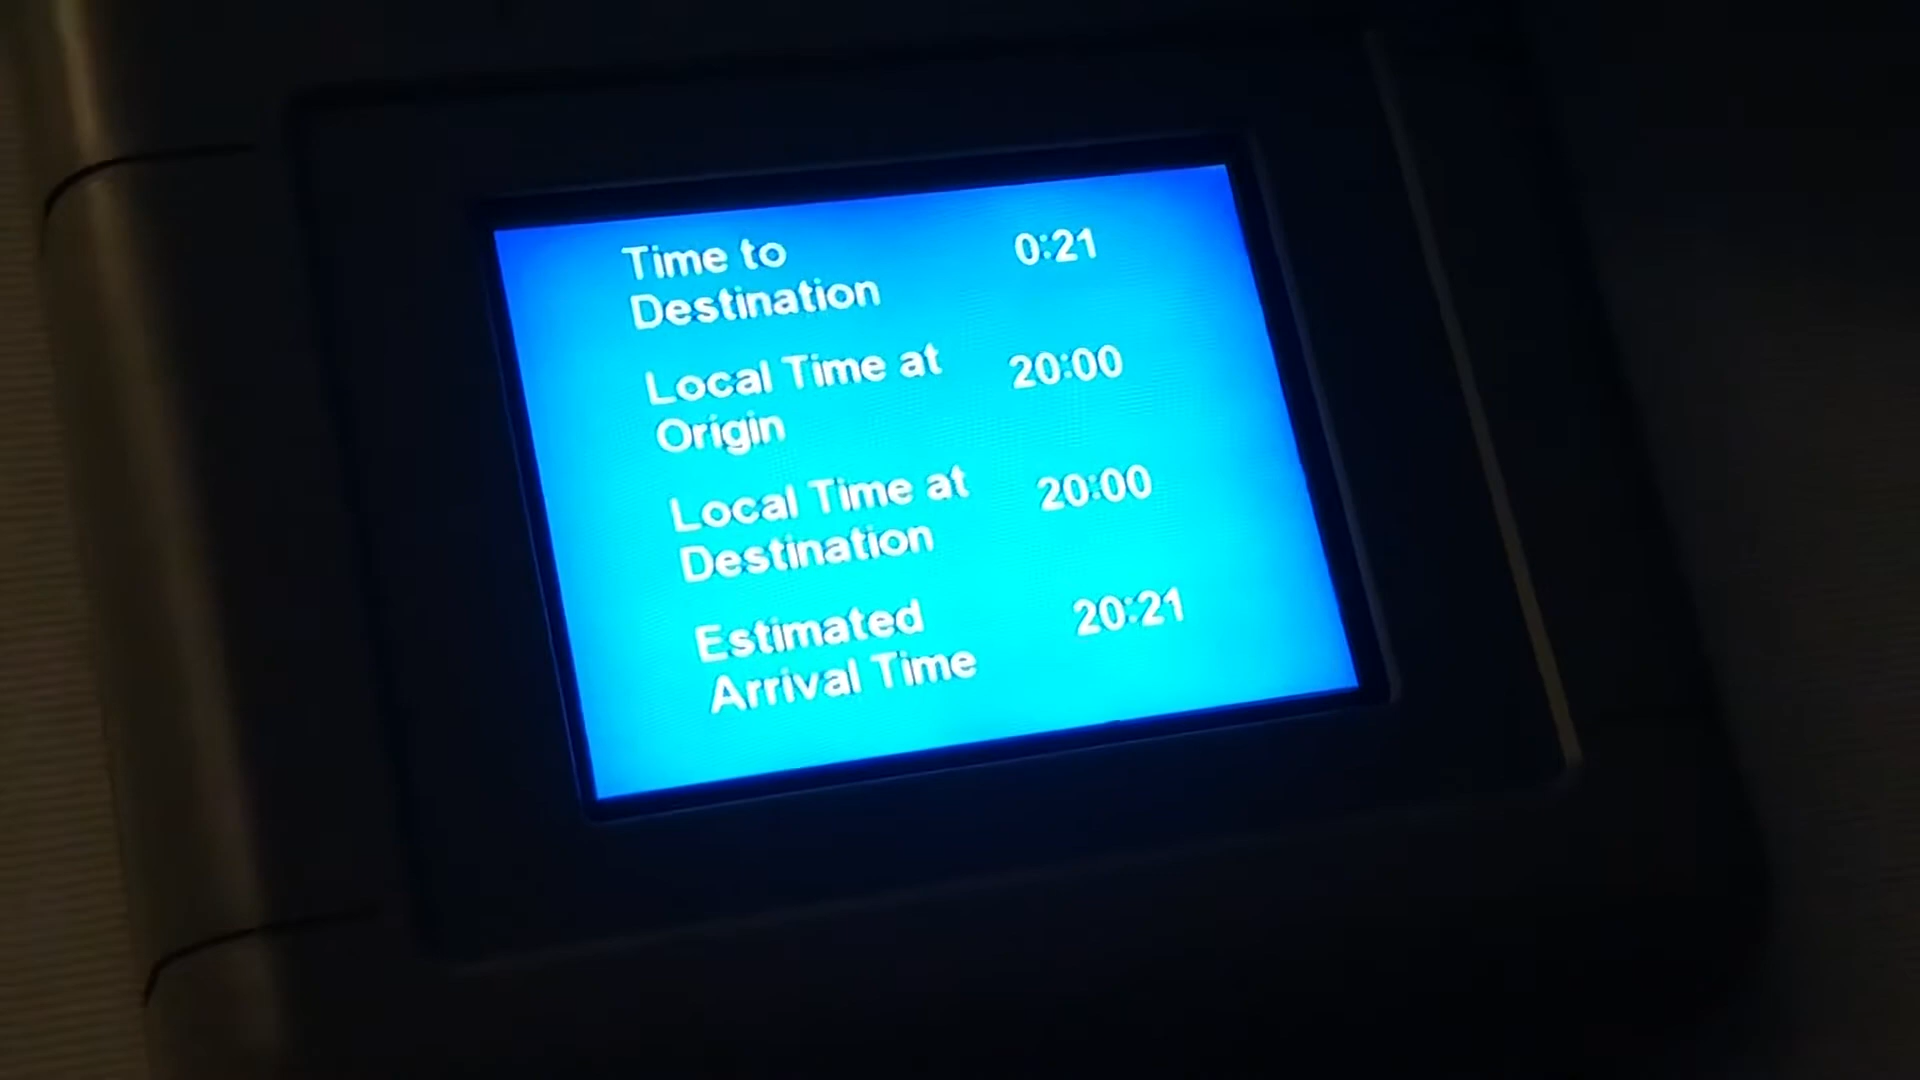 Time to 0:21
Destination
Local Time at 20:00
Origin
Local Time at 20:00
Destination
Estimated 20:21
Arrival Time